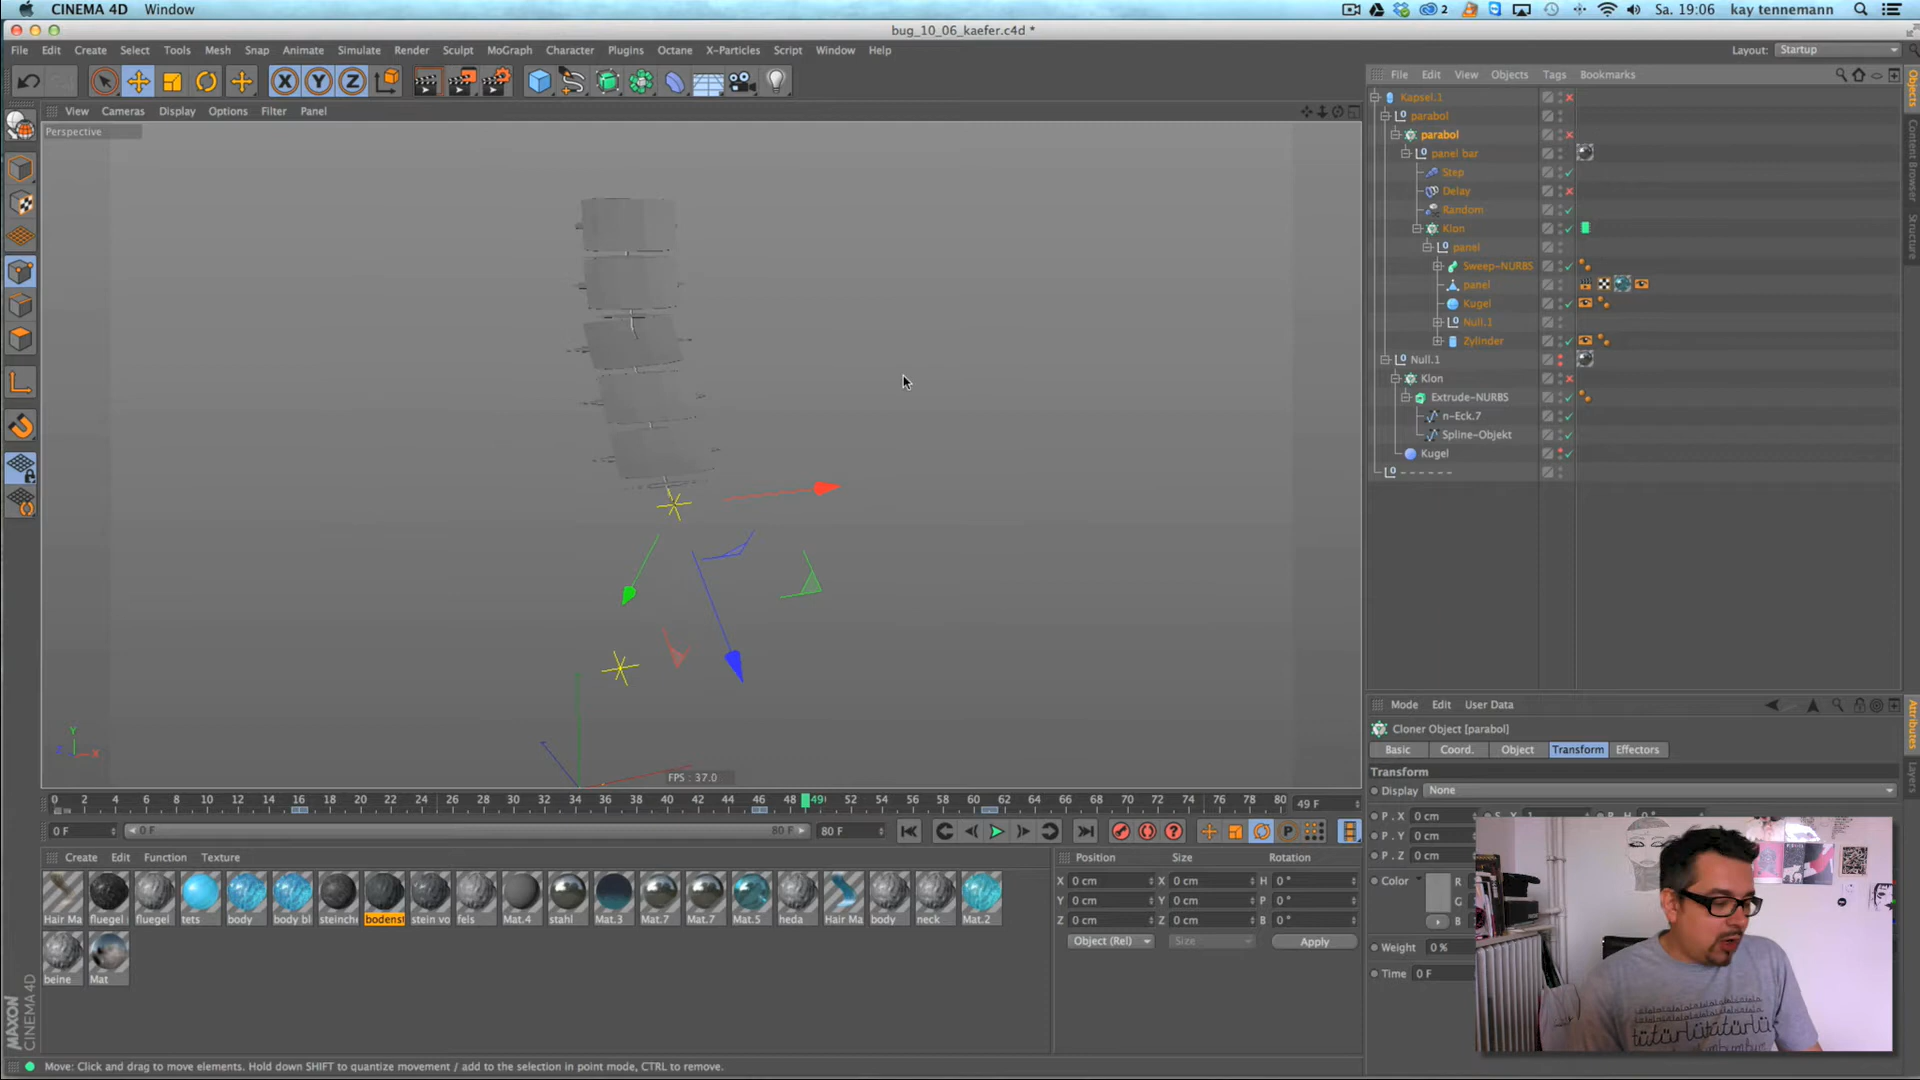 CINEMA 4D Window
2 Sa. 19:06 kay tennemann
bug_10_06_kaefer.c4d *
File Edit Create Select Tools Mesh Snap Animate Simulate Render Sculpt MoGraph Character Plugins Octane X-Particles Script Window Help
Layout: Startup
X Y Z
File Edit View Objects Tags Bookmarks
View Cameras Display Options Filter Panel
Perspective
Kapsel.1
parabol
parabol
panel bar
Step
Delay
Random
Klon
panel
Sweep-NURBS
panel
Kugel
Null.1
Zylinder
Null.1
Klon
Extrude-NURBS
n-Eck.7
Spline-Objekt
Kugel
- - - - - - -
Objects
Content Browser
Structure
Y
X
Z
FPS : 37.0
Mode Edit User Data
Cloner Object [parabol]
Basic Coord. Object Transform Effectors
Transform
Display None
P . X 0 cm S . X 1 R . H 0 °
P . Y 0 cm
P . Z 0 cm
Color R
G
B
Weight 0 %
Time 0 F
Attributes
Layers
0 2 4 6 8 10 12 14 16 18 20 22 24 26 28 30 32 34 36 38 40 42 44 46 48 49 52 54 56 58 60 62 64 66 68 70 72 74 76 78 80 49 F
0 F 0 F 80 F 80 F
P
Create Edit Function Texture
Hair Ma fluegel fluegel tets body body bl steinche bodenst stein vo fels Mat.4 stahl Mat.3 Mat.7 Mat.7 Mat.5 heda Hair Ma body neck Mat.2
beine Mat
Position Size Rotation
X 0 cm X 0 cm H 0 °
Y 0 cm Y 0 cm P 0 °
Z 0 cm Z 0 cm B 0 °
Object (Rel) Size Apply
MAXON CINEMA 4D
Move: Click and drag to move elements. Hold down SHIFT to quantize movement / add to the selection in point mode, CTRL to remove.